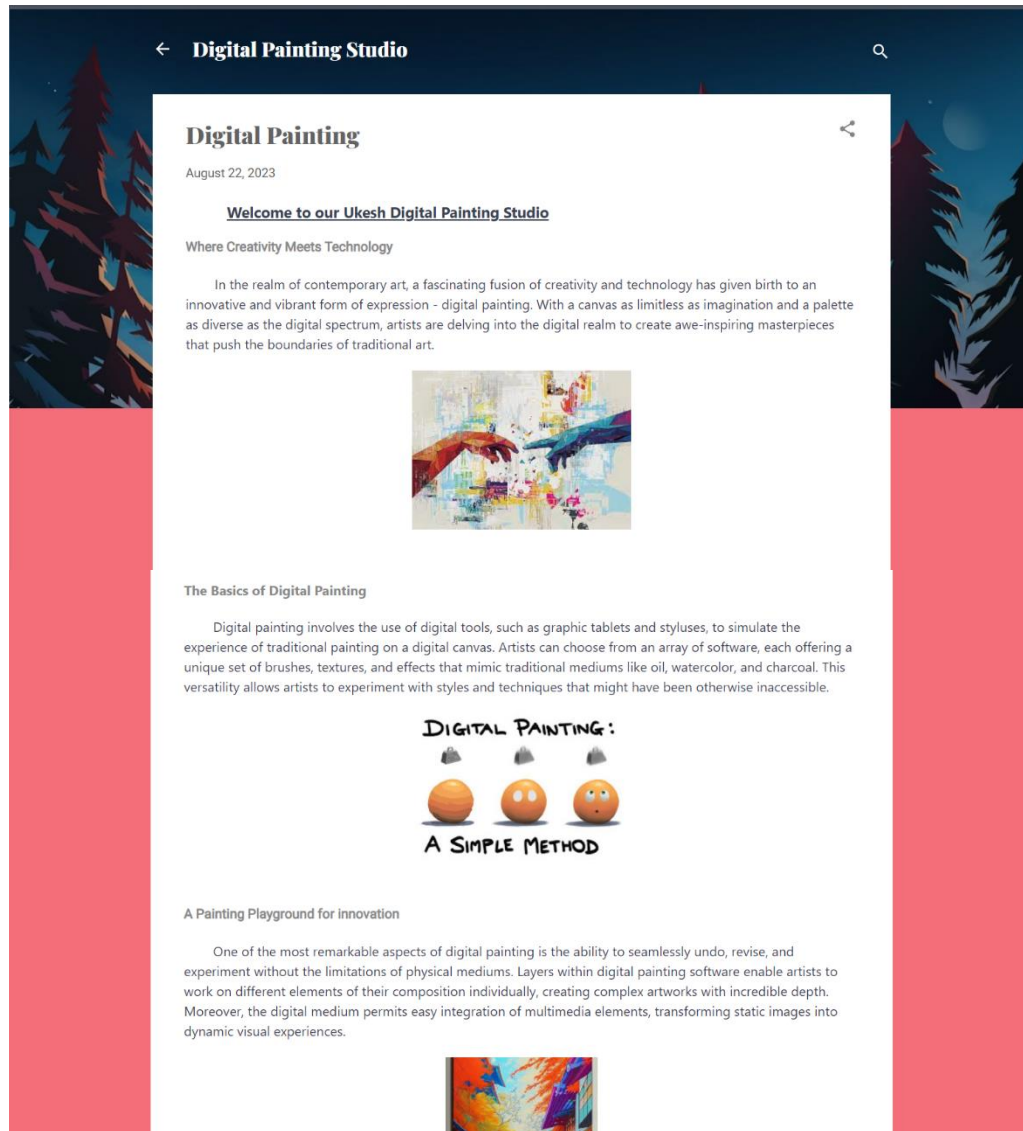 Digital Painting Studio
Digital Painting
August 22, 2023
Welcome to our Ukesh Digital Painting Studio
Where Creativity Meets Technology
In the realm of contemporary art, a fascinating fusion of creativity and technology has given birth to an
innovative and vibrant form of expression - digital painting. With a canvas as limitless as imagination and a palette
as diverse as the digital spectrum, artists are delving into the digital realm to create awe-inspiring masterpieces
that push the boundaries of traditional art.
The Basics of Digital Painting
Digital painting involves the use of digital tools, such as graphic tablets and styluses, to simulate the
experience of traditional painting on a digital canvas. Artists can choose from an array of software, each offering a
unique set of brushes, textures, and effects that mimic traditional mediums like oil, watercolor, and charcoal. This
versatility allows artists to experiment with styles and techniques that might have been otherwise inaccessible.
DIGITAL PAINTING:
A SIMPLE METHOD
A Painting Playground for innovation
One of the most remarkable aspects of digital painting is the ability to seamlessly undo, revise, and
experiment without the limitations of physical mediums. Layers within digital painting software enable artists to
work on different elements of their composition individually, creating complex artworks with incredible depth.
Moreover, the digital medium permits easy integration of multimedia elements, transforming static images into
dynamic visual experiences.